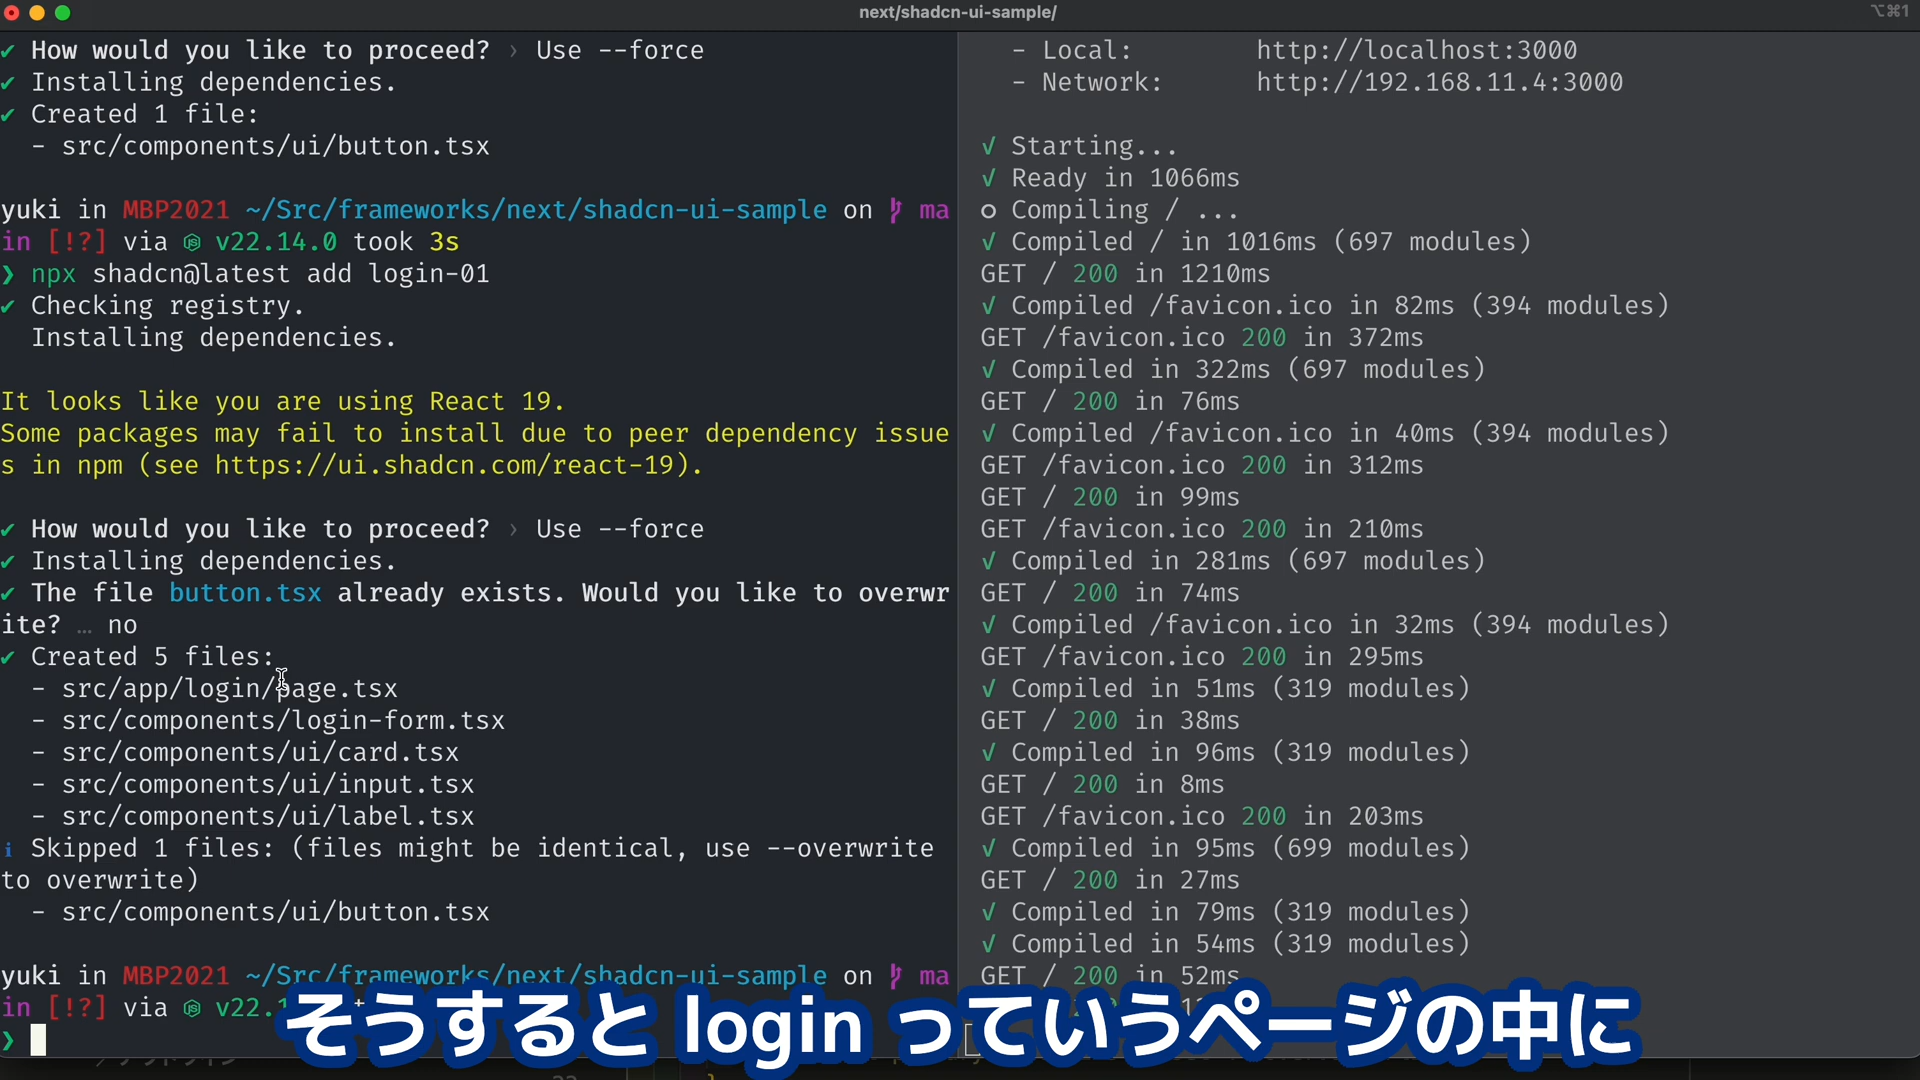 next/shadcn-ui-sample/
⌥⌘1
✔ How would you like to proceed? › Use --force
✔ Installing dependencies.
✔ Created 1 file:
- src/components/ui/button.tsx
yuki in MBP2021 ~/Src/frameworks/next/shadcn-ui-sample on ma
in [!?] via v22.14.0 took 3s
❯ npx shadcn@latest add login-01
✔ Checking registry.
Installing dependencies.
It looks like you are using React 19.
Some packages may fail to install due to peer dependency issue
s in npm (see https://ui.shadcn.com/react-19).
✔ How would you like to proceed? › Use --force
✔ Installing dependencies.
✔ The file button.tsx already exists. Would you like to overwr
ite? … no
✔ Created 5 files:
- src/app/login/page.tsx
- src/components/login-form.tsx
- src/components/ui/card.tsx
- src/components/ui/input.tsx
- src/components/ui/label.tsx
ℹ Skipped 1 files: (files might be identical, use --overwrite
to overwrite)
- src/components/ui/button.tsx
yuki in MBP2021 ~/Src/frameworks/next/shadcn-ui-sample on ma
in [!?] via v22.
❯
- Local: http://localhost:3000
- Network: http://192.168.11.4:3000
✓ Starting...
✓ Ready in 1066ms
○ Compiling / ...
✓ Compiled / in 1016ms (697 modules)
GET / 200 in 1210ms
✓ Compiled /favicon.ico in 82ms (394 modules)
GET /favicon.ico 200 in 372ms
✓ Compiled in 322ms (697 modules)
GET / 200 in 76ms
✓ Compiled /favicon.ico in 40ms (394 modules)
GET /favicon.ico 200 in 312ms
GET / 200 in 99ms
GET /favicon.ico 200 in 210ms
✓ Compiled in 281ms (697 modules)
GET / 200 in 74ms
✓ Compiled /favicon.ico in 32ms (394 modules)
GET /favicon.ico 200 in 295ms
✓ Compiled in 51ms (319 modules)
GET / 200 in 38ms
✓ Compiled in 96ms (319 modules)
GET / 200 in 8ms
GET /favicon.ico 200 in 203ms
✓ Compiled in 95ms (699 modules)
GET / 200 in 27ms
✓ Compiled in 79ms (319 modules)
✓ Compiled in 54ms (319 modules)
GET / 200 in 52ms
そうすると login っていうページの中に